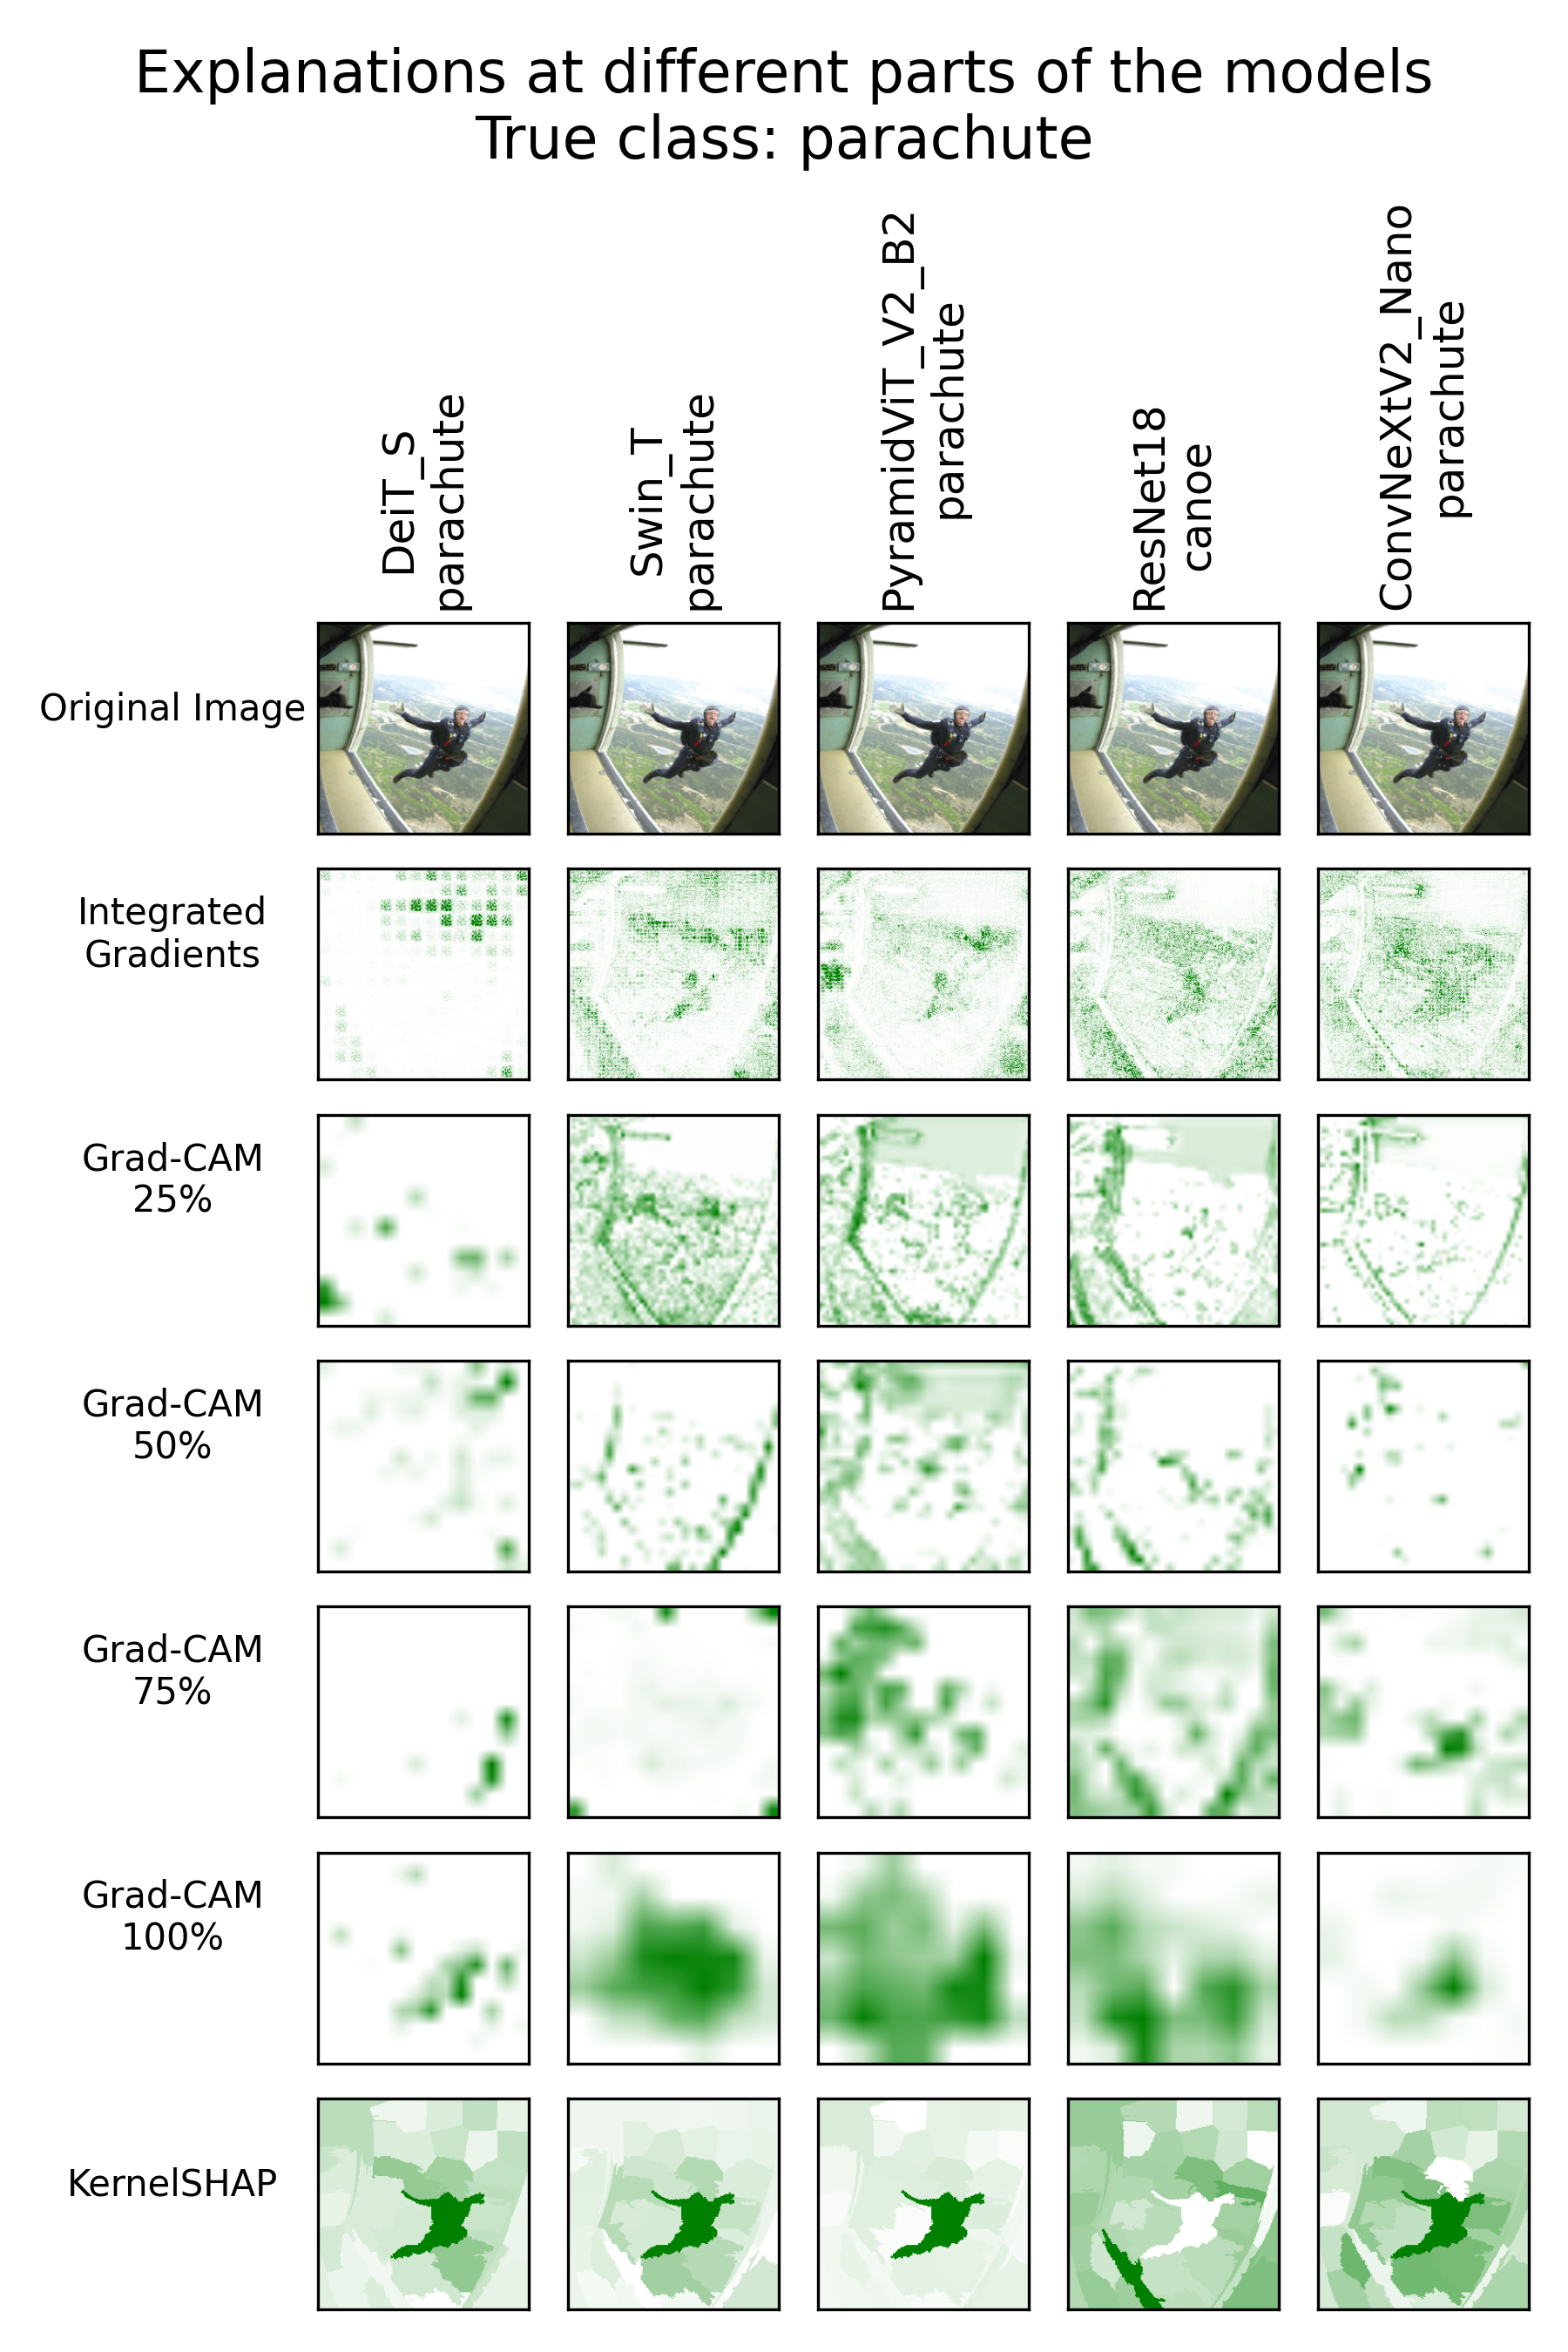 Explanations at different parts of the models
True class: parachute
DeiT_S
parachute
Swin_T
parachute
PyramidViT_V2_B2
parachute
ResNet18
canoe
ConvNeXtV2_Nano
parachute
Original Image
Integrated
Gradients
Grad-CAM
25%
Grad-CAM
50%
Grad-CAM
75%
Grad-CAM
100%
KernelSHAP